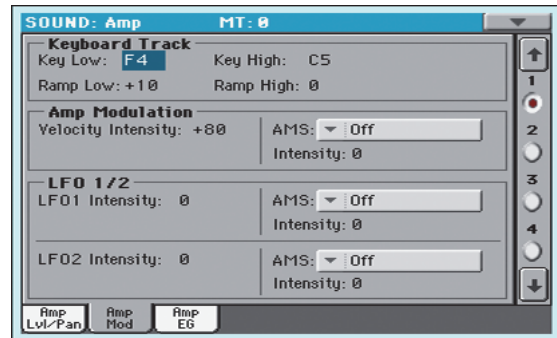 SOUND: Amp MT: 0
Keyboard Track
Key Low: F4 Key High: C5
Ramp Low: +10 Ramp High: 0
Amp Modulation
Velocity Intensity: +80 AMS: Off
Intensity: 0
LFO 1/2
LFO1 Intensity: 0 AMS: Off
Intensity: 0
LFO2 Intensity: 0 AMS: Off
Intensity: 0
1
2
3
4
Amp Lvl/Pan Amp Mod Amp EG